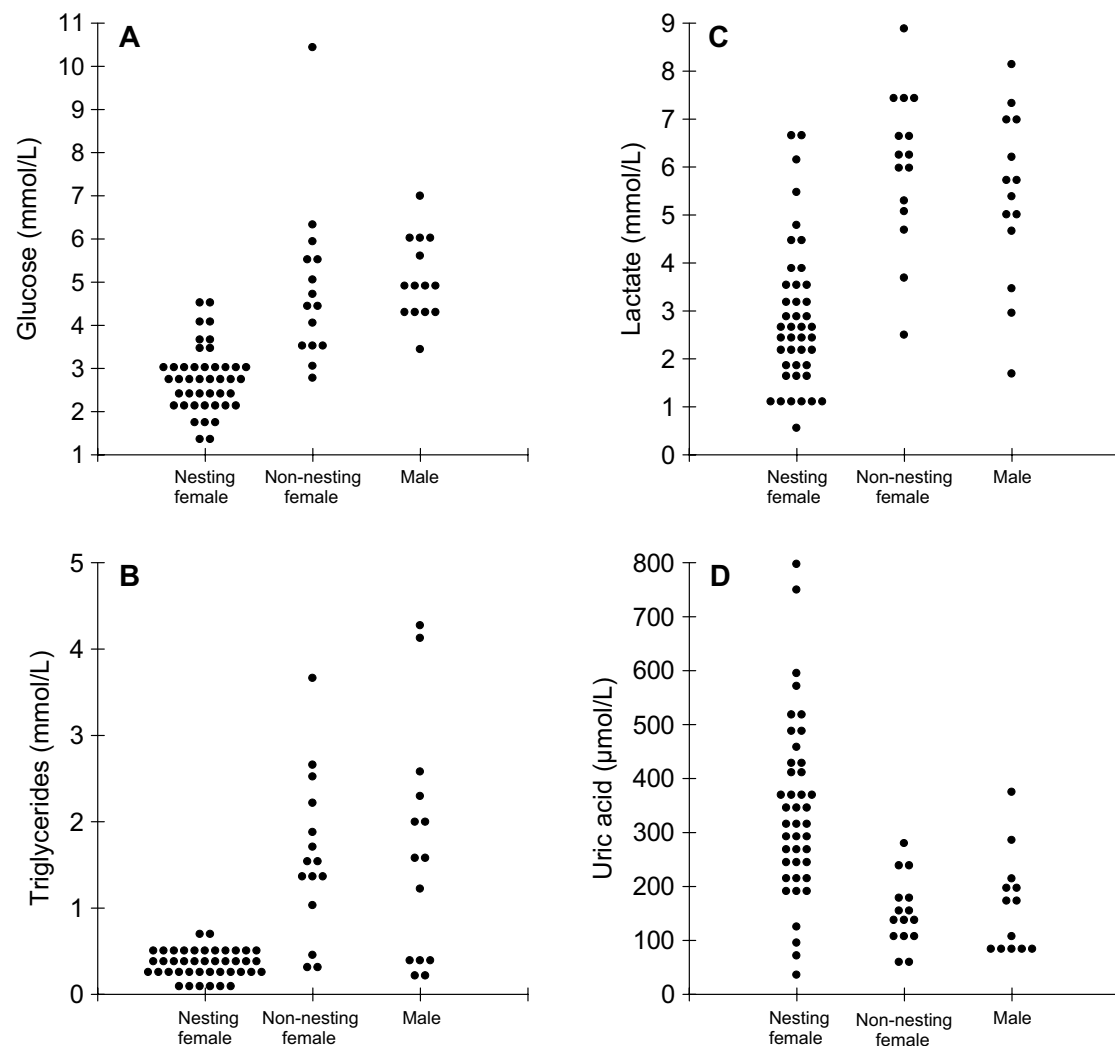 A
Glucose (mmol/L)
11
10
9
8
7
6
5
4
3
2
1
Nesting
female
Non-nesting
female
Male
C
Lactate (mmol/L)
9
8
7
6
5
4
3
2
1
0
Nesting
female
Non-nesting
female
Male
B
Triglycerides (mmol/L)
5
4
3
2
1
0
Nesting
female
Non-nesting
female
Male
D
Uric acid (µmol/L)
800
700
600
500
400
300
200
100
0
Nesting
female
Non-nesting
female
Male